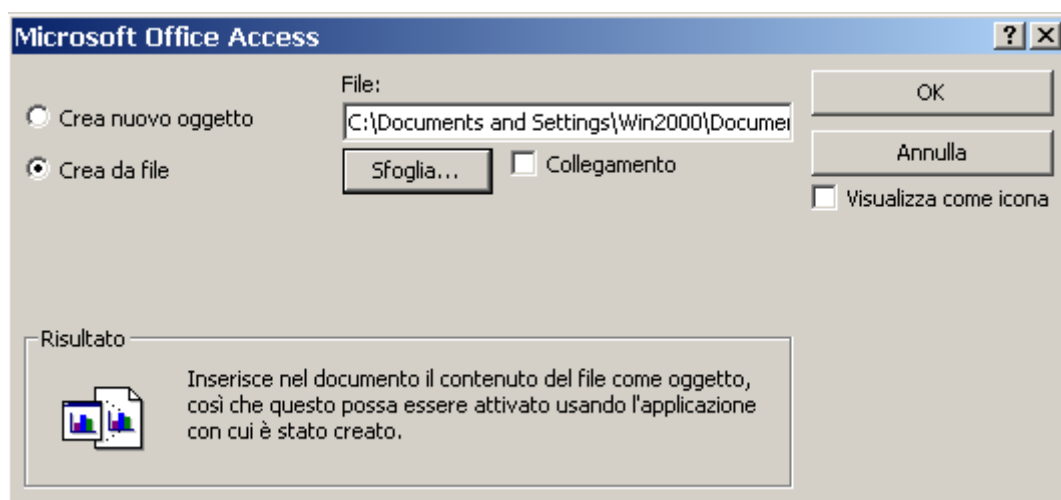 Microsoft Office Access
Crea nuovo oggetto
Crea da file
File:
C:\Documents and Settings\Win2000\Documer
Sfoglia...
Collegamento
OK
Annulla
Visualizza come icona
Risultato
Inserisce nel documento il contenuto del file come oggetto,
così che questo possa essere attivato usando l'applicazione
con cui è stato creato.